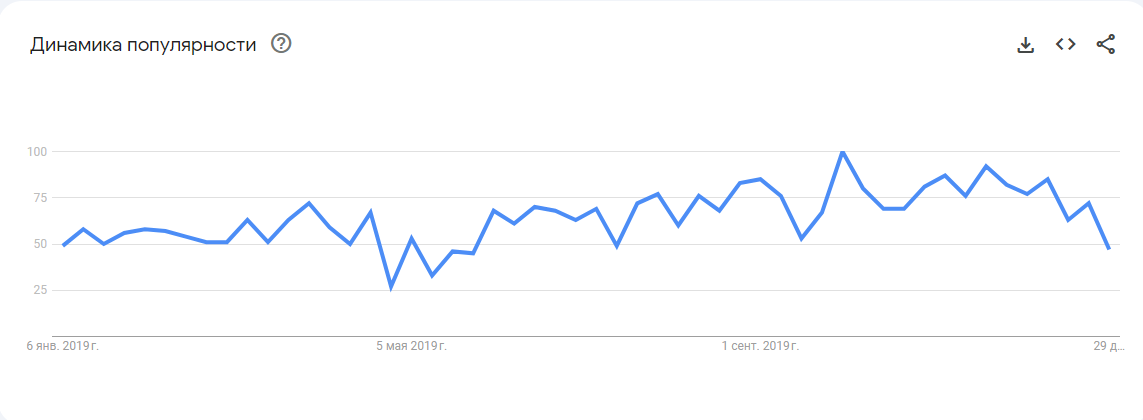 Динамика популярности
100
75
50
25
6 янв. 2019 г.
5 мая 2019 г.
1 сент. 2019 г.
29 д…